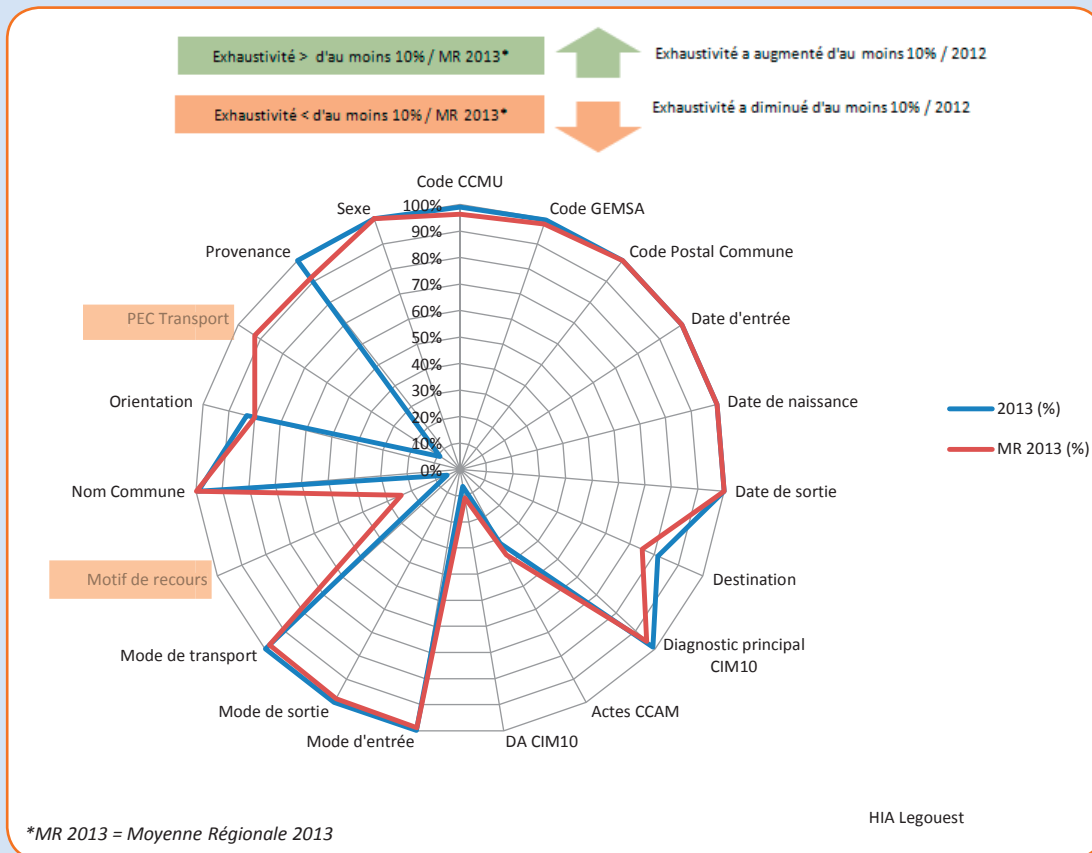 Exhaustivité > d'au moins 10% / MR 2013*
Exhaustivité a augmenté d'au moins 10% / 2012
Exhaustivité < d'au moins 10% / MR 2013*
Exhaustivité a diminué d'au moins 10% / 2012
Code CCMU
Code GEMSA
Code Postal Commune
Date d'entrée
Date de naissance
Date de sortie
Destination
Diagnostic principal
CIM10
Actes CCAM
DA CIM10
Mode d'entrée
Mode de sortie
Mode de transport
Motif de recours
Nom Commune
Orientation
PEC Transport
Provenance
Sexe
100%
90%
80%
70%
60%
50%
40%
30%
20%
10%
0%
2013 (%)
MR 2013 (%)
HIA Legouest
*MR 2013 = Moyenne Régionale 2013